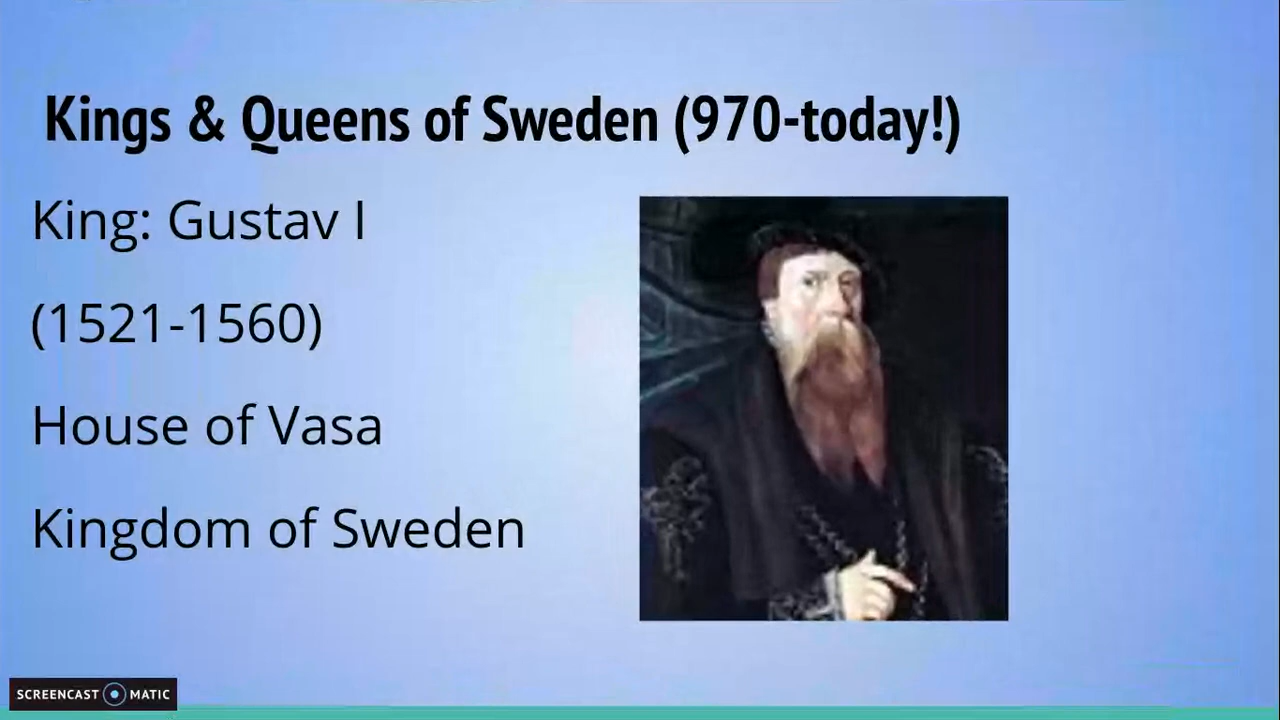 Kings & Queens of Sweden (970-today!)
King: Gustav I
(1521-1560)
House of Vasa
Kingdom of Sweden
SCREENCAST MATIC